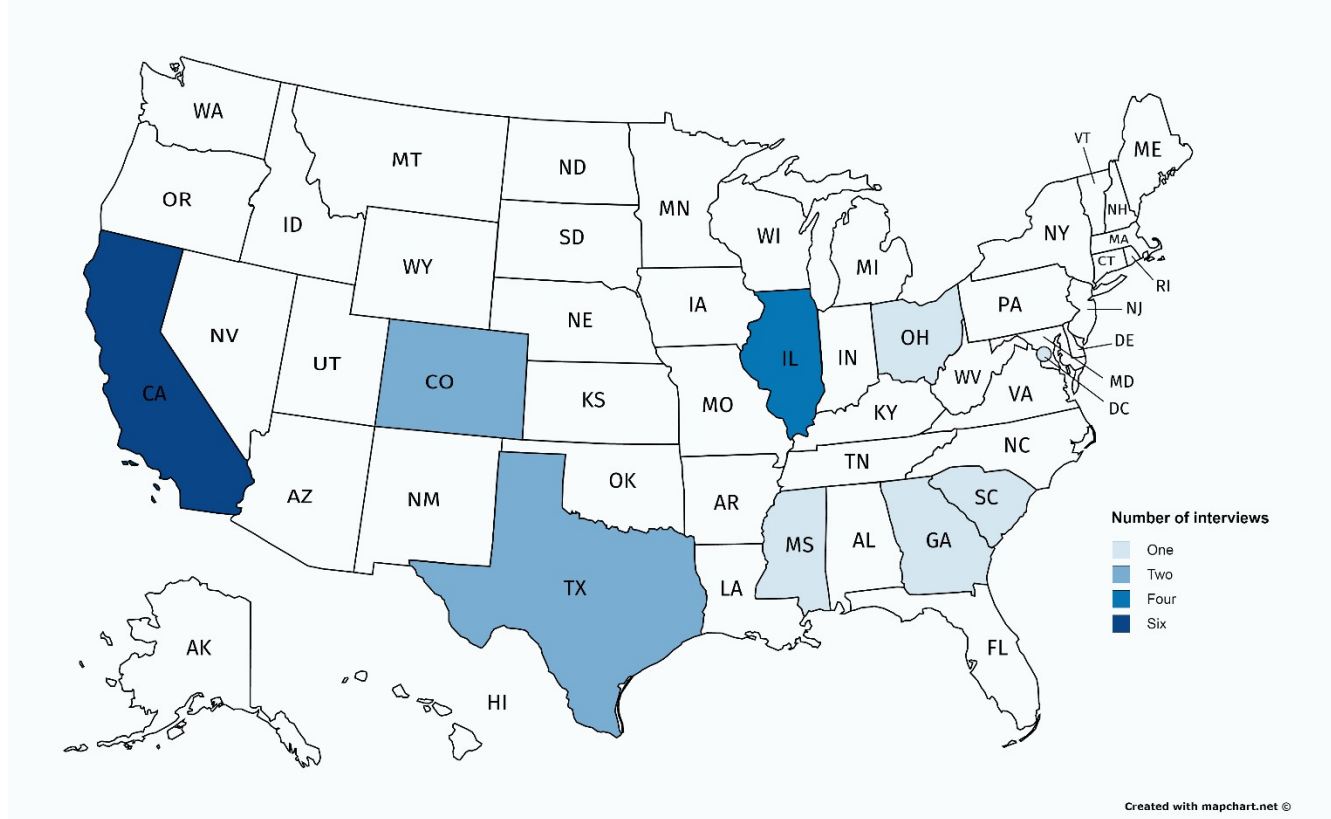 WA
MT
ND
MN
OR
ID
SD
WI
MI
VT
ME
NH
NY
MA
CT
RI
WY
IA
NE
PA
NJ
NV
UT
CO
IL
IN
OH
DE
MD
DC
WV
VA
CA
KS
MO
KY
NC
TN
AZ
NM
OK
AR
SC
MS
AL
GA
TX
LA
FL
AK
HI
Number of interviews
One
Two
Four
Six
Created with mapchart.net ©